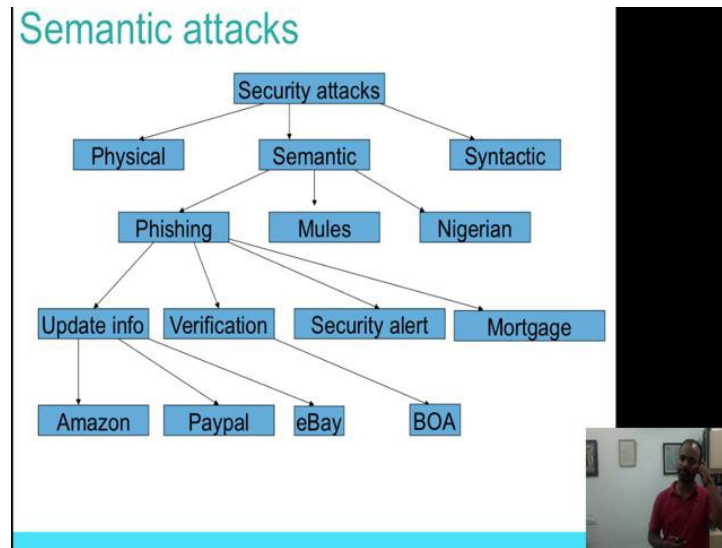 Semantic attacks
Security attacks
Physical
Semantic
Syntactic
Phishing
Mules
Nigerian
Update info
Verification
Security alert
Mortgage
Amazon
Paypal
eBay
BOA